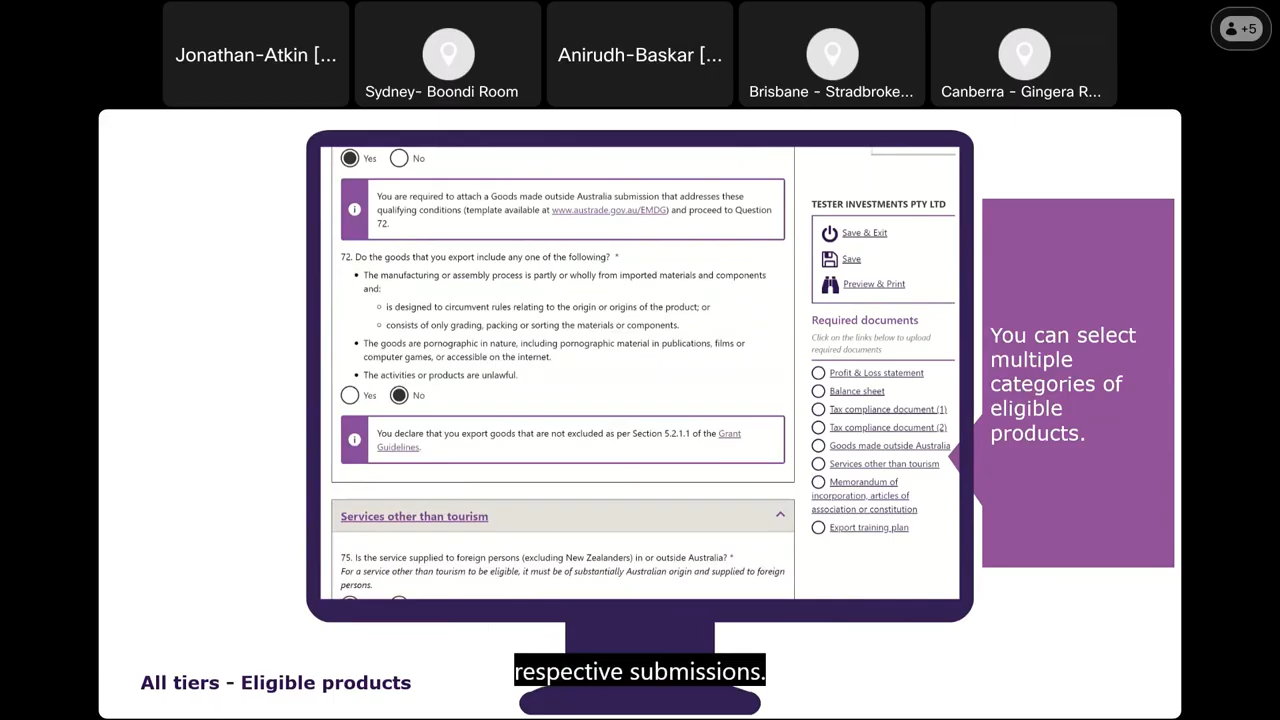 Jonathan-Atkin [...
Sydney- Boondi Room
Anirudh-Baskar [...
Brisbane - Stradbroke...
Canberra - Gingera R...
+5
Yes No
You are required to attach a Goods made outside Australia submission that addresses these
qualifying conditions (template available at www.austrade.gov.au/EMDG) and proceed to Question
72.
72. Do the goods that you export include any one of the following? *
The manufacturing or assembly process is partly or wholly from imported materials and components
and:
is designed to circumvent rules relating to the origin or origins of the product; or
consists of only grading, packing or sorting the materials or components.
The goods are pornographic in nature, including pornographic material in publications, films or
computer games, or accessible on the internet.
The activities or products are unlawful.
Yes No
You declare that you export goods that are not excluded as per Section 5.2.1.1 of the Grant
Guidelines.
Services other than tourism
75. Is the service supplied to foreign persons (excluding New Zealanders) in or outside Australia? *
For a service other than tourism to be eligible, it must be of substantially Australian origin and supplied to foreign
persons.
TESTER INVESTMENTS PTY LTD
Save & Exit
Save
Preview & Print
Required documents
Click on the links below to upload
required documents
Profit & Loss statement
Balance sheet
Tax compliance document (1)
Tax compliance document (2)
Goods made outside Australia
Services other than tourism
Memorandum of
incorporation, articles of
association or constitution
Export training plan
You can select
multiple
categories of
eligible
products.
respective submissions.
All tiers - Eligible products